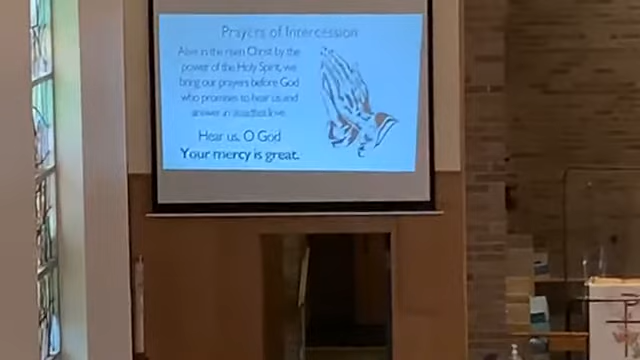 Prayers of Intercession
Alive in the risen Christ by the
power of the Holy Spirit, we
bring our prayers before God
who promises to hear us and
answer in steadfast love.
Hear us, O God
Your mercy is great.